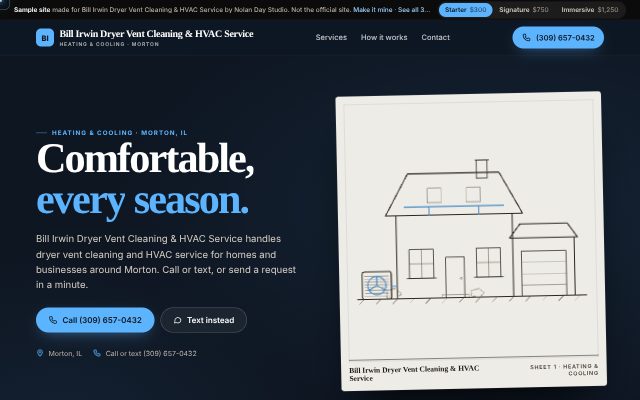 Sample site made for Bill Irwin Dryer Vent Cleaning & HVAC Service by Nolan Day Studio. Not the official site. Make it mine · See all 3...
Starter $300 Signature $750 Immersive $1,250
BI
Bill Irwin Dryer Vent Cleaning & HVAC Service
HEATING & COOLING · MORTON
Services How it works Contact
(309) 657-0432
HEATING & COOLING · MORTON, IL
Comfortable,
every season.
Bill Irwin Dryer Vent Cleaning & HVAC Service handles
dryer vent cleaning and HVAC service for homes and
businesses around Morton. Call or text, or send a request
in a minute.
Call (309) 657-0432
Text instead
Morton, IL
Call or text (309) 657-0432
Bill Irwin Dryer Vent Cleaning & HVAC
Service
SHEET 1 · HEATING &
COOLING